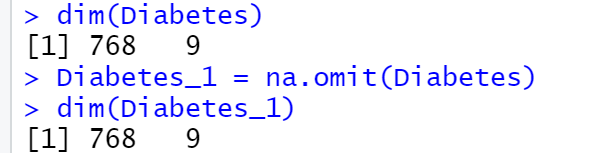 > dim(Diabetes)
[1] 768   9
> Diabetes_1 = na.omit(Diabetes)
> dim(Diabetes_1)
[1] 768   9